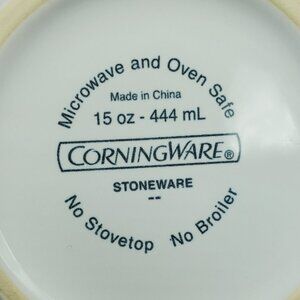 Microwave and Oven Safe
Made in China
15 oz - 444 mL
CORNINGWARE®
STONEWARE
--
No Stovetop No Broiler